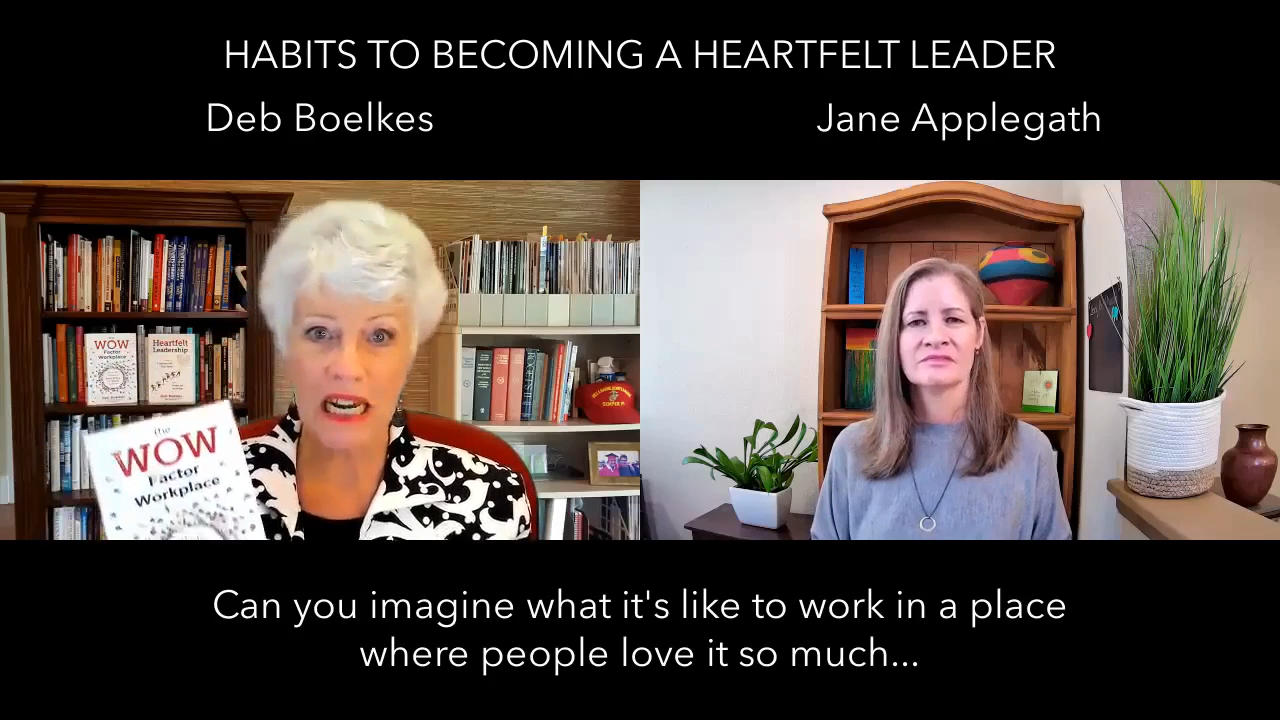 HABITS TO BECOMING A HEARTFELT LEADER
Deb Boelkes
Jane Applegath
WOW
Factor
Workplace
Heartfelt
Leadership
the
WOW
Factor
Workplace
Can you imagine what it's like to work in a place
where people love it so much...